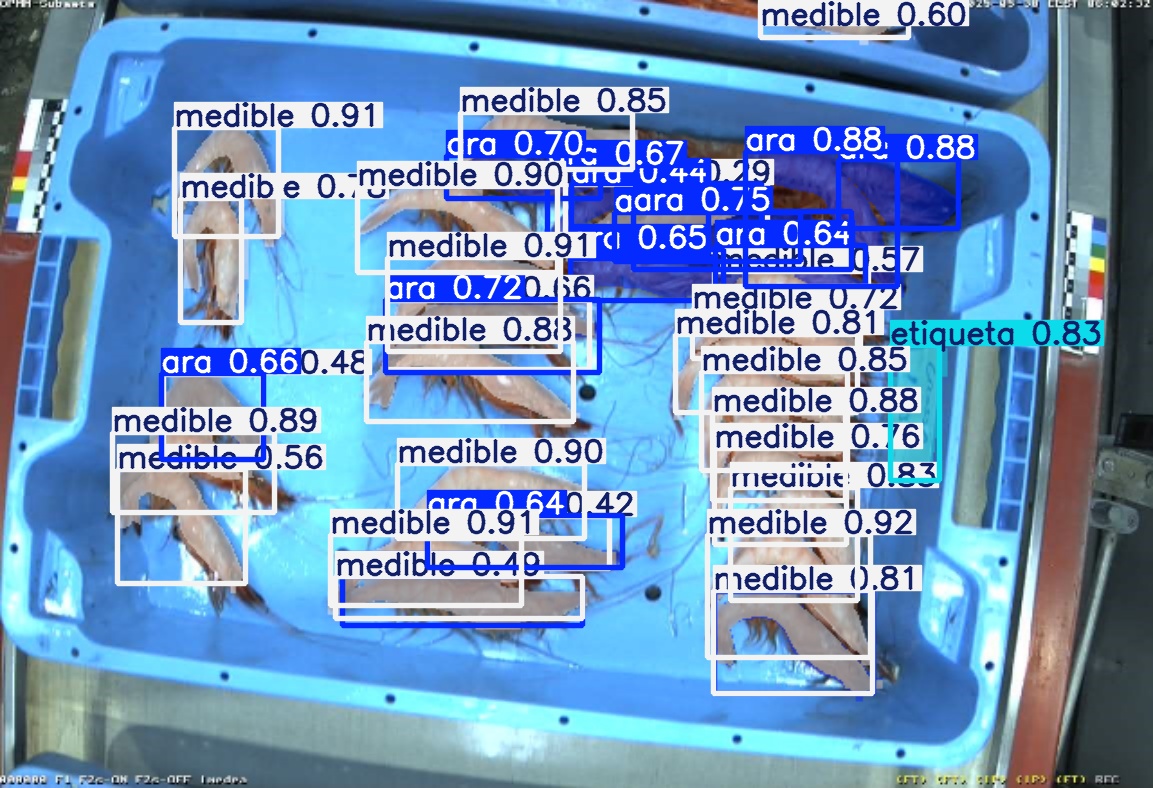 medible 0.60
medible 0.91
medible 0.85
ara 0.70
0.67
ara 0.88
0.88
medible 0.90
0.44
0.29
ara 0.75
medible 0.91
0.65
ara 0.64
medible 0.57
ara 0.72
0.66
medible 0.72
medible 0.88
medible 0.81
etiqueta 0.83
ara 0.66
0.48
medible 0.85
medible 0.89
medible 0.88
medible 0.56
medible 0.90
medible 0.76
medible 0.83
ara 0.64
0.42
medible 0.91
medible 0.92
medible 0.49
medible 0.81
REC